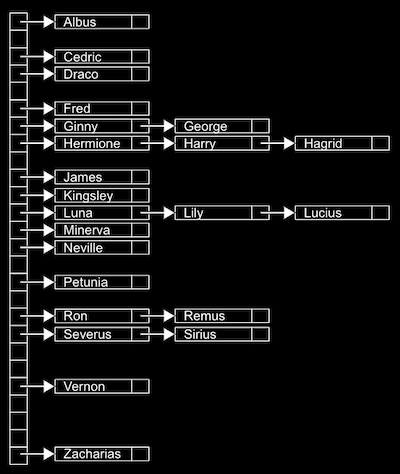 Albus
Cedric
Draco
Fred
Ginny George
Hermione Harry Hagrid
James
Kingsley
Luna Lily Lucius
Minerva
Neville
Petunia
Ron Remus
Severus Sirius
Vernon
Zacharias